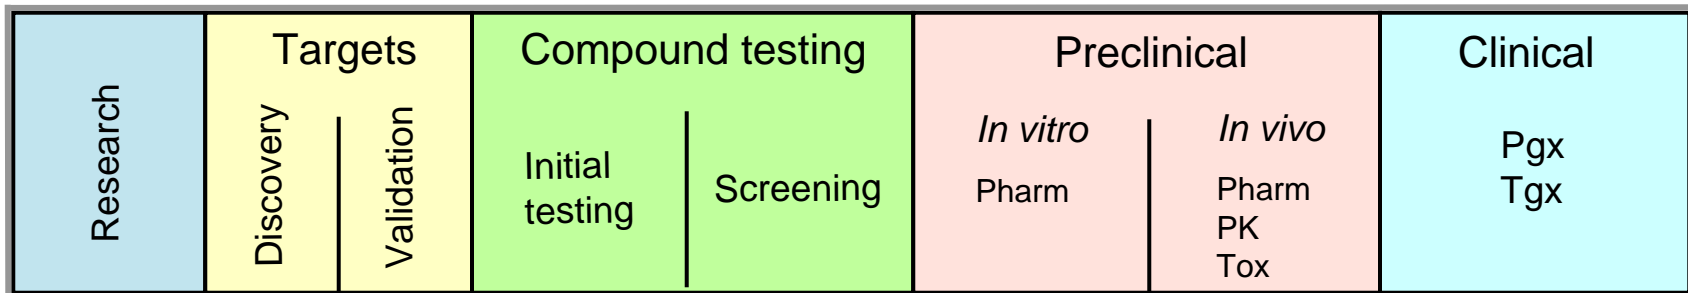 Research
Targets
Discovery
Validation
Compound testing
Initial
testing
Screening
Preclinical
In vitro
Pharm
In vivo
Pharm
PK
Tox
Clinical
Pgx
Tgx